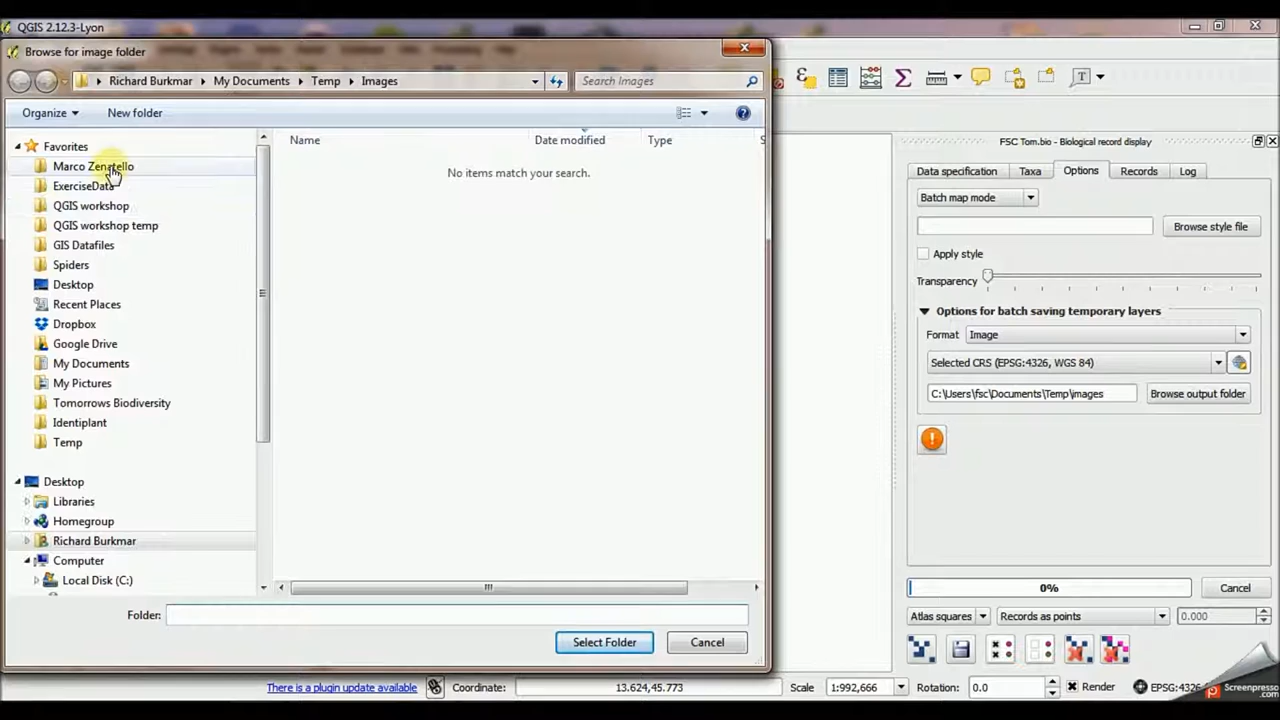 QGIS 2.12.3-Lyon
Browse for image folder
Richard Burkmar My Documents Temp Images
Search Images
Organize New folder
Name Date modified Type S
No items match your search.
Favorites
Marco Zenatello
ExerciseData
QGIS workshop
QGIS workshop temp
GIS Datafiles
Spiders
Desktop
Recent Places
Dropbox
Google Drive
My Documents
My Pictures
Tomorrows Biodiversity
Identiplant
Temp
Desktop
Libraries
Homegroup
Richard Burkmar
Computer
Local Disk (C:)
Folder:
Select Folder Cancel
FSC Tom.bio - Biological record display
Data specification Taxa Options Records Log
Batch map mode
Browse style file
Apply style
Transparency
Options for batch saving temporary layers
Format Image
Selected CRS (EPSG:4326, WGS 84)
C:\Users\fsc\Documents\Temp\images Browse output folder
0% Cancel
Atlas squares Records as points 0.000
There is a plugin update available Coordinate: 13.624,45.773 Scale 1:992,666 Rotation: 0.0 Render EPSG:4326
Screenpresso
.com